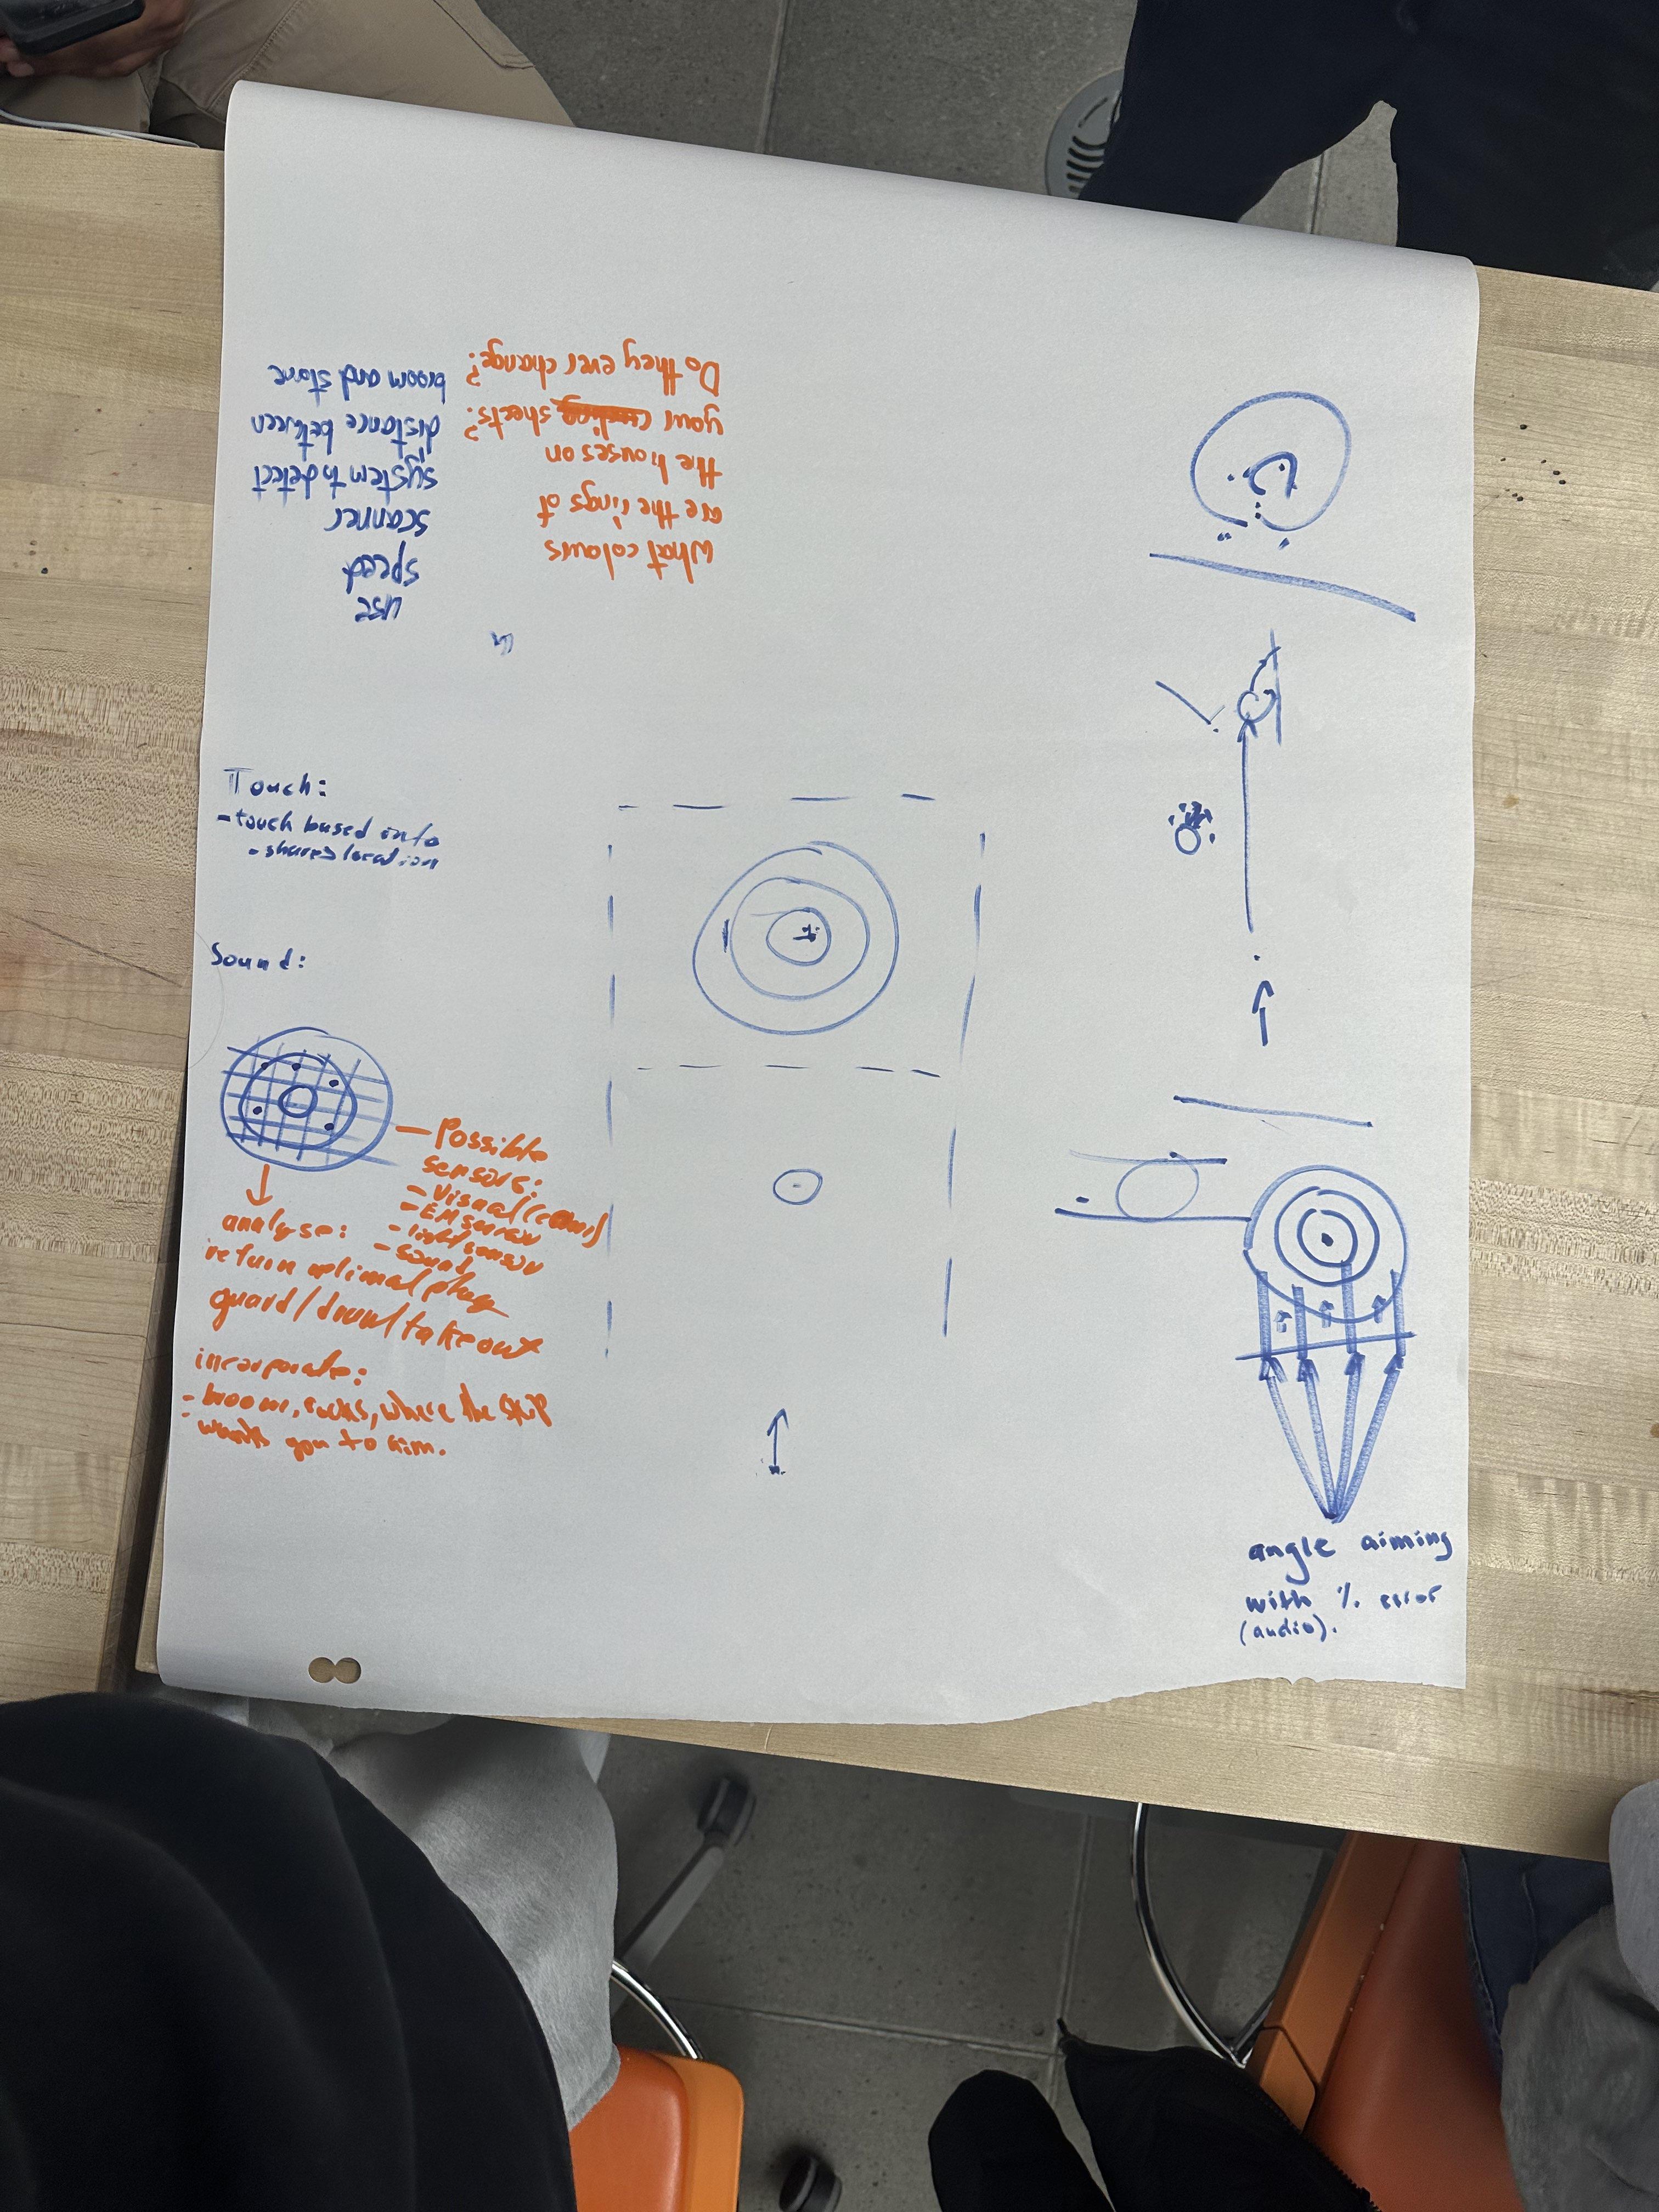 use
speed
scanner
system to detect
distance between
broom and stone
What colours
are the rings of
the houses on
your sheets?
Do they ever change?
Touch:
- touch based info
- shares location
Sound:
- Possible
sensors:
- Visual
- EM sensor
- light sensor
- sound
analyse:
return optimal play
guard/draw/takeout
incorporate:
- broom, rocks, where the skip
wants you to aim.
angle aiming
with % error
(audio).